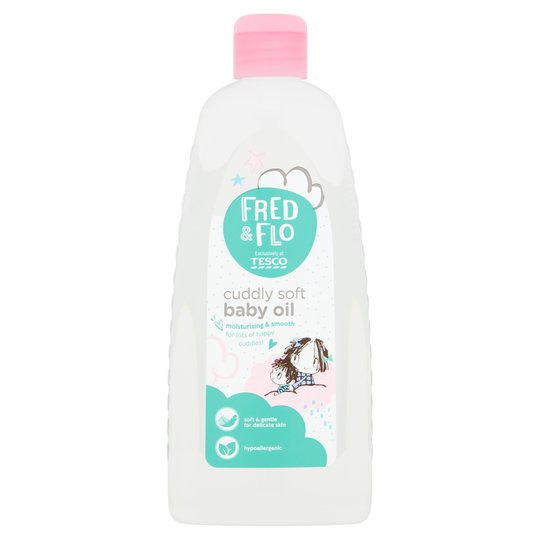 FRED
& FLO
Exclusively at
TESCO
cuddly soft
baby oil
moisturising & smooth
for lots of happy
cuddles!
soft & gentle
for delicate skin
hypoallergenic